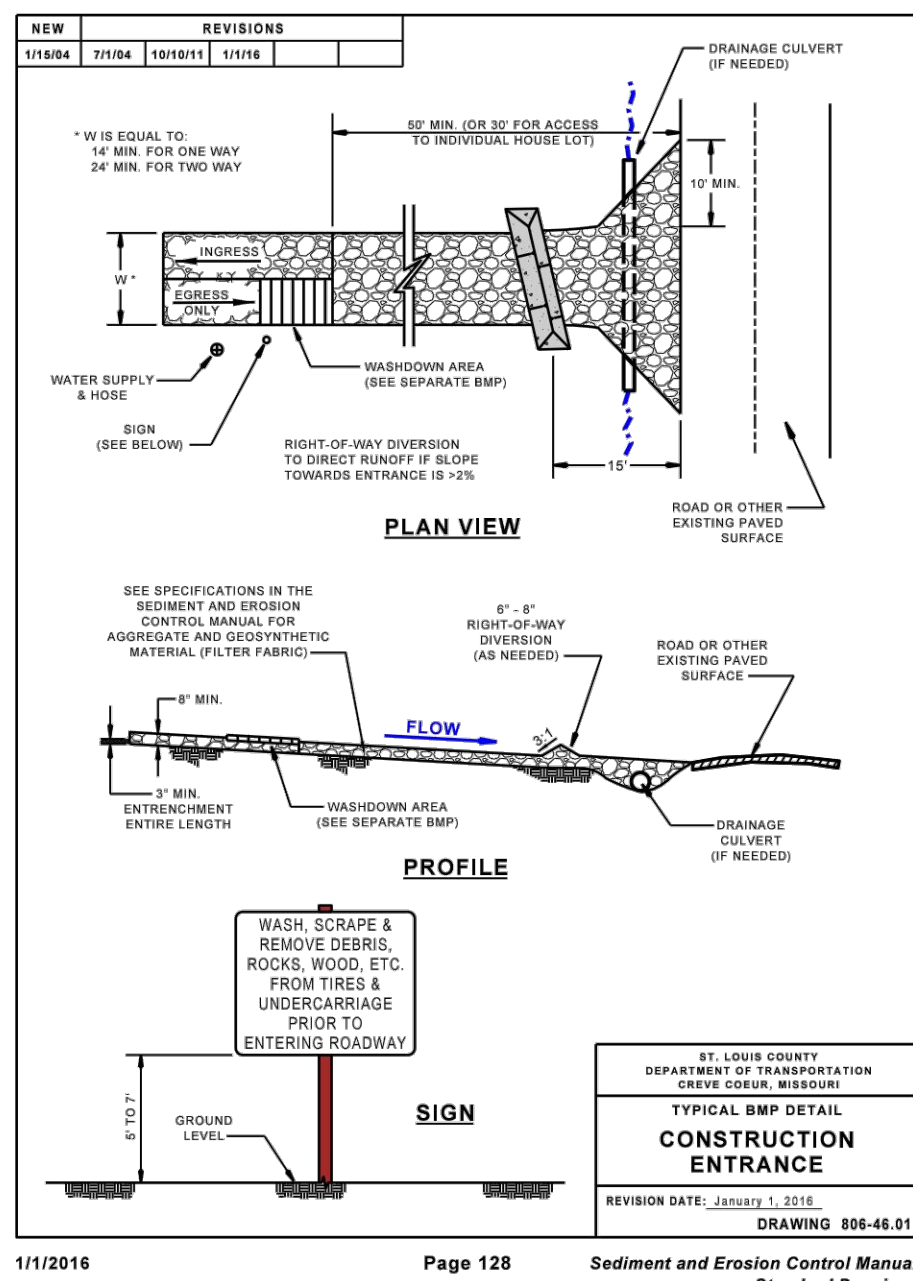 NEW REVISIONS
1/15/04 7/1/04 10/10/11 1/1/16
DRAINAGE CULVERT
(IF NEEDED)
50' MIN. (OR 30' FOR ACCESS
TO INDIVIDUAL HOUSE LOT)
* W IS EQUAL TO:
14' MIN. FOR ONE WAY
24' MIN. FOR TWO WAY
10' MIN.
INGRESS
W *
EGRESS
ONLY
WASHDOWN AREA
(SEE SEPARATE BMP)
WATER SUPPLY
& HOSE
SIGN
(SEE BELOW)
RIGHT-OF-WAY DIVERSION
TO DIRECT RUNOFF IF SLOPE
TOWARDS ENTRANCE IS >2%
15'
ROAD OR OTHER
EXISTING PAVED
SURFACE
PLAN VIEW
SEE SPECIFICATIONS IN THE
SEDIMENT AND EROSION
CONTROL MANUAL FOR
AGGREGATE AND GEOSYNTHETIC
MATERIAL (FILTER FABRIC)
6" - 8"
RIGHT-OF-WAY
DIVERSION
(AS NEEDED)
ROAD OR OTHER
EXISTING PAVED
SURFACE
8" MIN.
FLOW
3:1
3" MIN.
ENTRENCHMENT
ENTIRE LENGTH
WASHDOWN AREA
(SEE SEPARATE BMP)
DRAINAGE
CULVERT
(IF NEEDED)
PROFILE
WASH, SCRAPE &
REMOVE DEBRIS,
ROCKS, WOOD, ETC.
FROM TIRES &
UNDERCARRIAGE
PRIOR TO
ENTERING ROADWAY
5' TO 7'
GROUND
LEVEL
SIGN
ST. LOUIS COUNTY
DEPARTMENT OF TRANSPORTATION
CREVE COEUR, MISSOURI
TYPICAL BMP DETAIL
CONSTRUCTION
ENTRANCE
REVISION DATE: January 1, 2016
DRAWING 806-46.01
1/1/2016 Page 128 Sediment and Erosion Control Manual